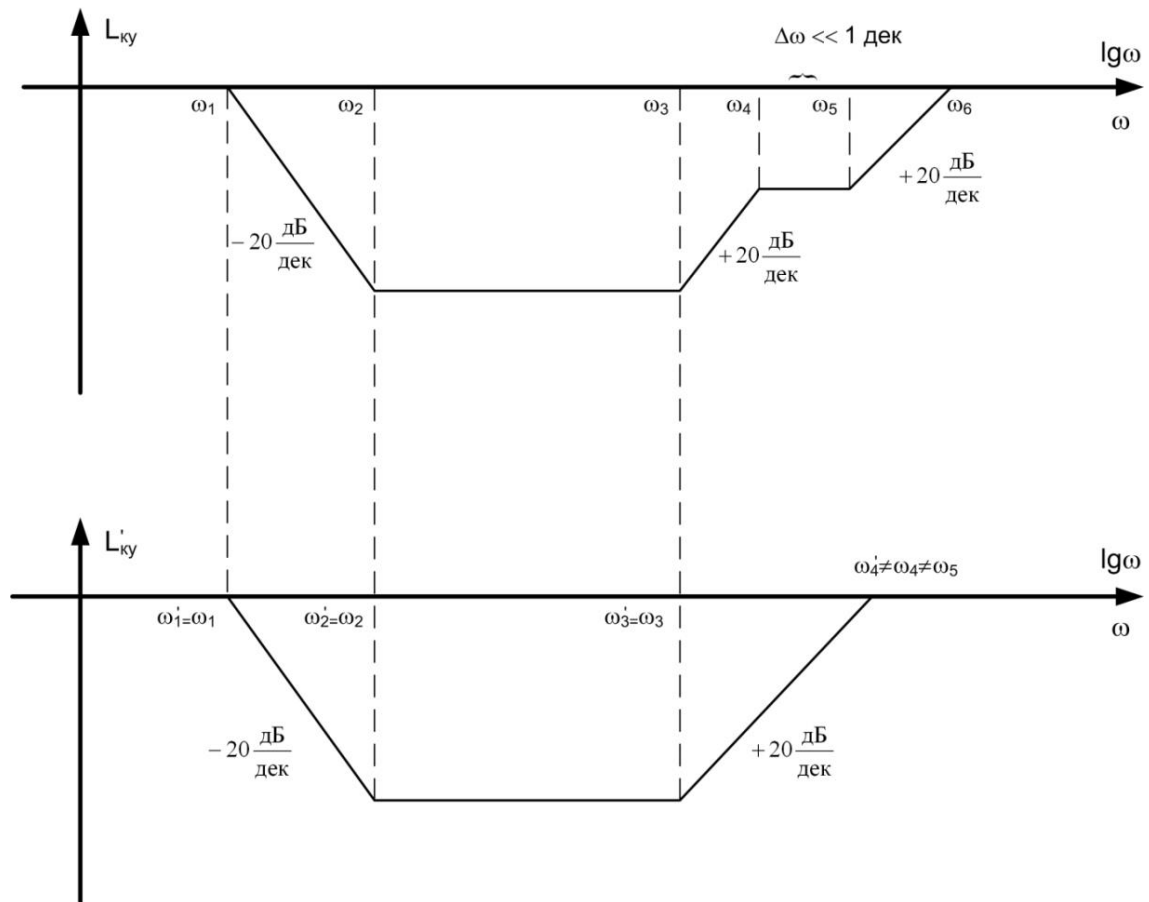 Lку
Δω << 1 дек
lgω
ω1
ω2
ω3
ω4
ω5
ω6
ω
−20 дБ/дек
+20 дБ/дек
+20 дБ/дек
L'ку
ω'4≠ω4≠ω5
lgω
ω'1=ω1
ω'2=ω2
ω'3=ω3
ω
−20 дБ/дек
+20 дБ/дек